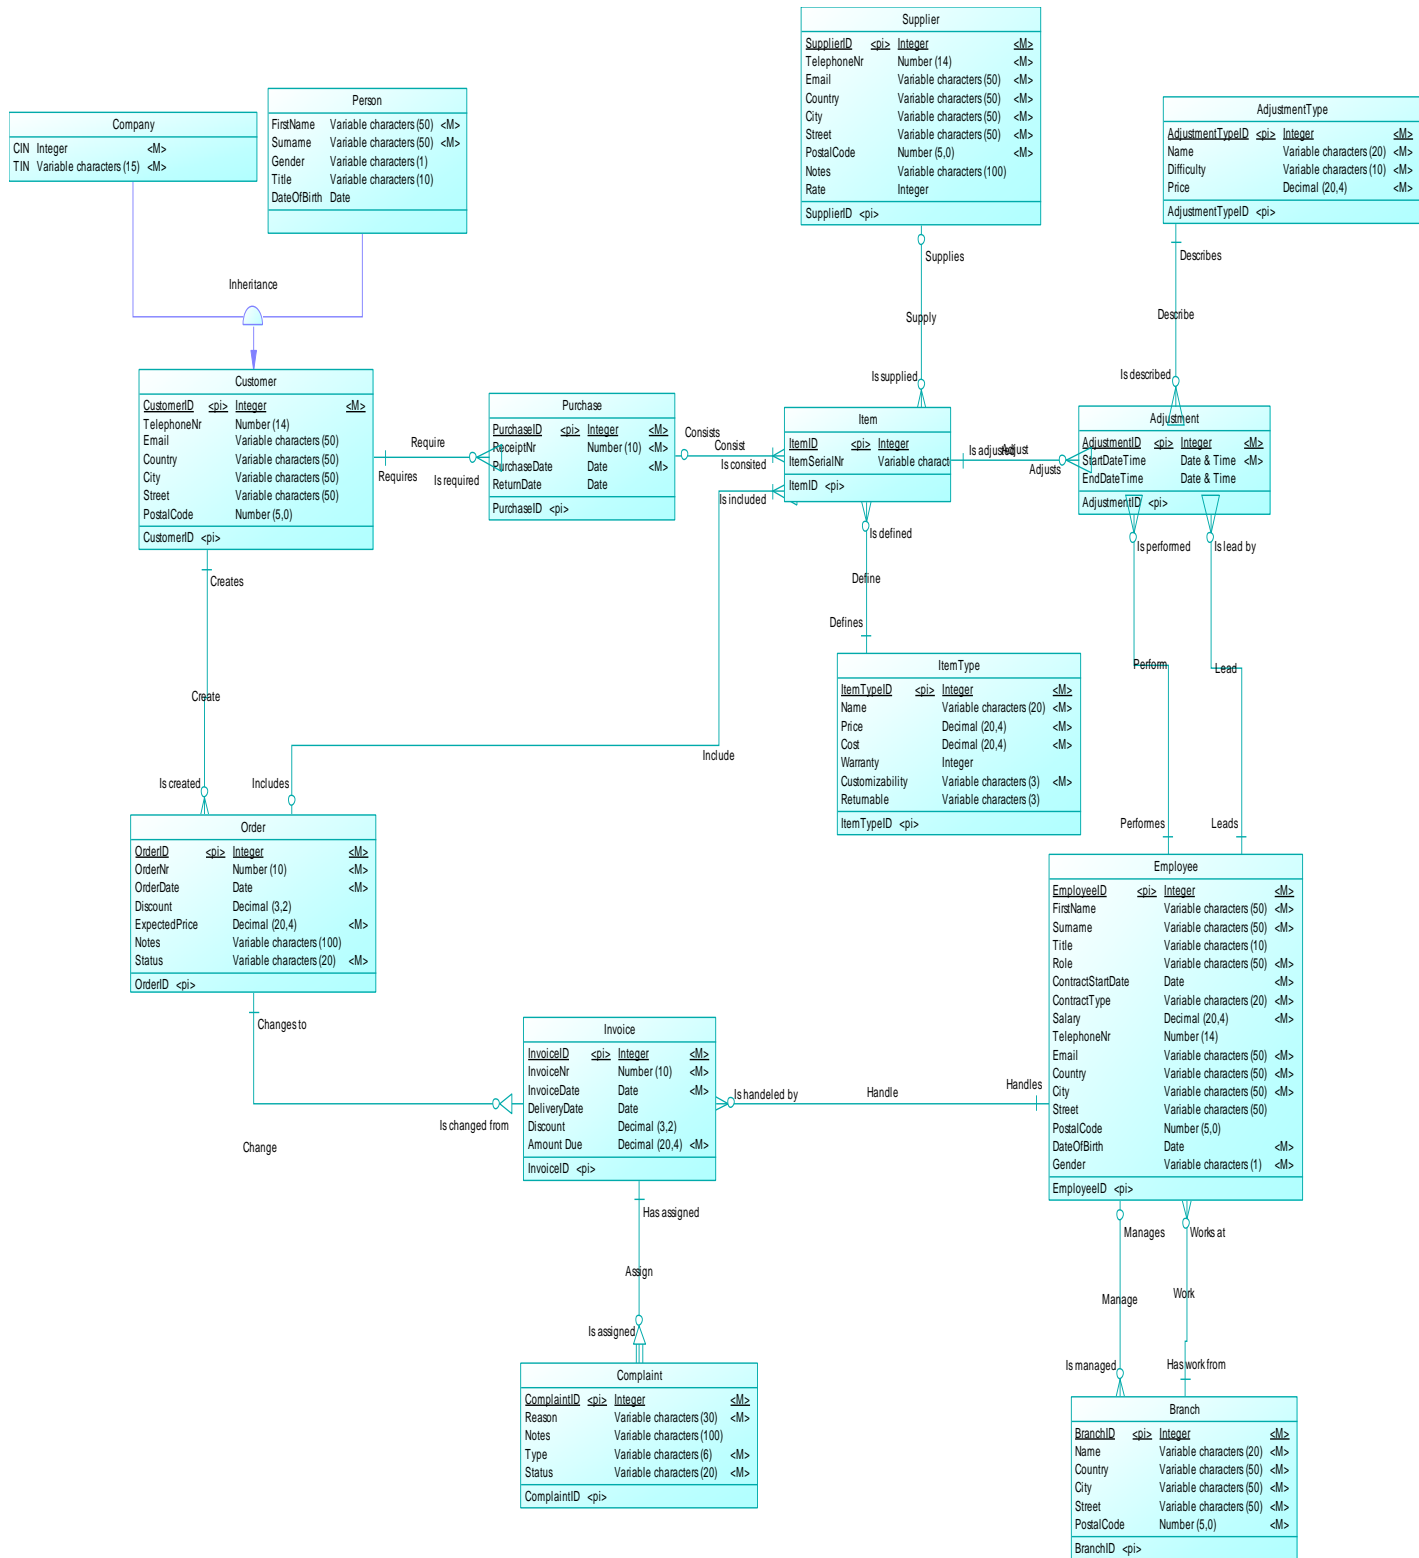 Supplier
SupplierID <pi> Integer <M>
TelephoneNr Number (14) <M>
Email Variable characters (50) <M>
Country Variable characters (50) <M>
City Variable characters (50) <M>
Street Variable characters (50) <M>
PostalCode Number (5,0) <M>
Notes Variable characters (100)
Rate Integer
SupplierID <pi>
Person
FirstName Variable characters (50) <M>
Surname Variable characters (50) <M>
Gender Variable characters (1)
Title Variable characters (10)
DateOfBirth Date
Company
CIN Integer <M>
TIN Variable characters (15) <M>
AdjustmentType
AdjustmentTypeID <pi> Integer <M>
Name Variable characters (20) <M>
Difficulty Variable characters (10) <M>
Price Decimal (20,4) <M>
AdjustmentTypeID <pi>
Inheritance
Supplies
Supply
Is supplied
Describes
Describe
Is described
Customer
CustomerID <pi> Integer <M>
TelephoneNr Number (14)
Email Variable characters (50)
Country Variable characters (50)
City Variable characters (50)
Street Variable characters (50)
PostalCode Number (5,0)
CustomerID <pi>
Require
Requires
Is required
Purchase
PurchaseID <pi> Integer <M>
ReceiptNr Number (10) <M>
PurchaseDate Date <M>
ReturnDate Date
PurchaseID <pi>
Consists
Consist
Is consited
Is included
Item
ItemID <pi> Integer
ItemSerialNr Variable charact
ItemID <pi>
Is adjusted
Adjust
Adjusts
Adjustment
AdjustmentID <pi> Integer <M>
StartDateTime Date & Time <M>
EndDateTime Date & Time
AdjustmentID <pi>
Is defined
Define
Defines
Is performed
Is lead by
Perform
Lead
Performes
Leads
Creates
Create
Is created
Includes
Include
ItemType
ItemTypeID <pi> Integer <M>
Name Variable characters (20) <M>
Price Decimal (20,4) <M>
Cost Decimal (20,4) <M>
Warranty Integer
Customizability Variable characters (3) <M>
Returnable Variable characters (3)
ItemTypeID <pi>
Order
OrderID <pi> Integer <M>
OrderNr Number (10) <M>
OrderDate Date <M>
Discount Decimal (3,2)
ExpectedPrice Decimal (20,4) <M>
Notes Variable characters (100)
Status Variable characters (20) <M>
OrderID <pi>
Employee
EmployeeID <pi> Integer <M>
FirstName Variable characters (50) <M>
Surname Variable characters (50) <M>
Title Variable characters (10)
Role Variable characters (50) <M>
ContractStartDate Date <M>
ContractType Variable characters (20) <M>
Salary Decimal (20,4) <M>
TelephoneNr Number (14)
Email Variable characters (50) <M>
Country Variable characters (50) <M>
City Variable characters (50) <M>
Street Variable characters (50)
PostalCode Number (5,0)
DateOfBirth Date <M>
Gender Variable characters (1) <M>
EmployeeID <pi>
Changes to
Is changed from
Change
Invoice
InvoiceID <pi> Integer <M>
InvoiceNr Number (10) <M>
InvoiceDate Date <M>
DeliveryDate Date
Discount Decimal (3,2)
Amount Due Decimal (20,4) <M>
InvoiceID <pi>
Is handeled by
Handle
Handles
Has assigned
Assign
Is assigned
Manages
Manage
Is managed
Works at
Work
Has work from
Complaint
ComplaintID <pi> Integer <M>
Reason Variable characters (30) <M>
Notes Variable characters (100)
Type Variable characters (6) <M>
Status Variable characters (20) <M>
ComplaintID <pi>
Branch
BranchID <pi> Integer <M>
Name Variable characters (20) <M>
Country Variable characters (50) <M>
City Variable characters (50) <M>
Street Variable characters (50) <M>
PostalCode Number (5,0) <M>
BranchID <pi>